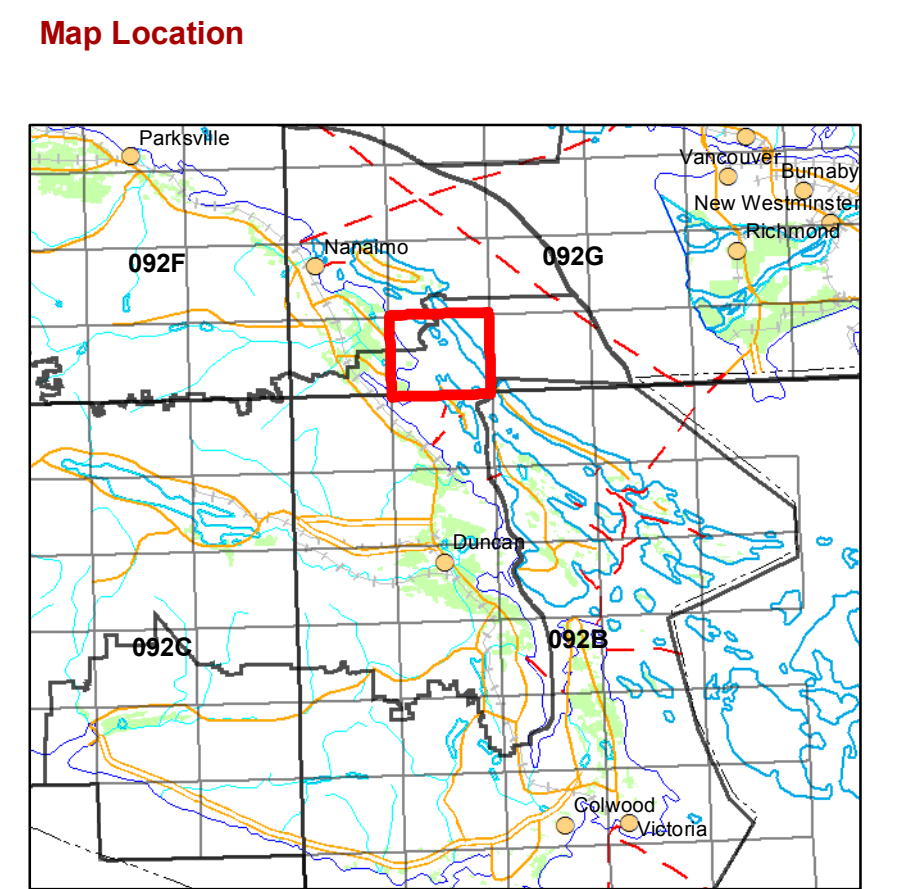 Map Location
Parksville
Vancouver
Burnaby
New Westminster
Richmond
Nanaimo
092F
092G
Duncan
092C
092B
Colwood
Victoria